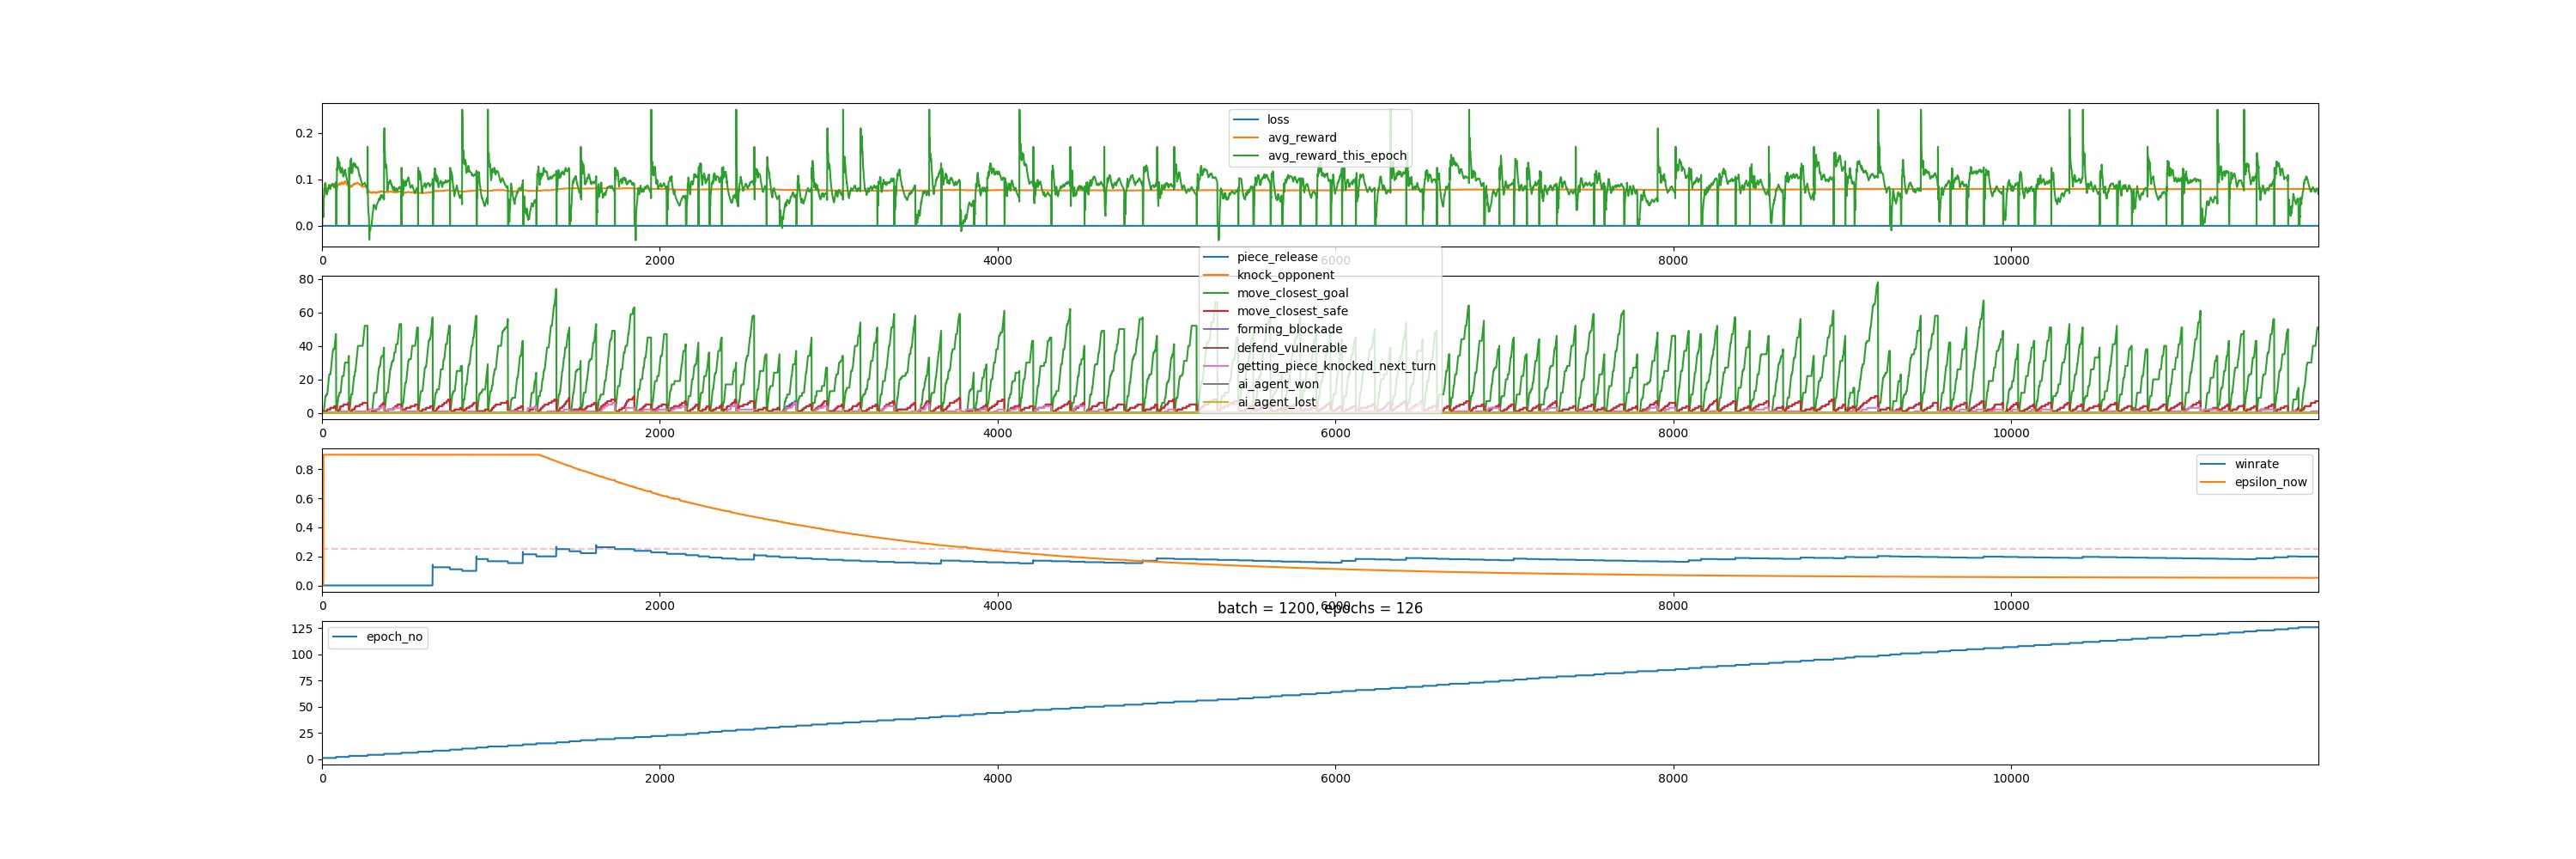 0.2
0.1
0.0
loss
avg_reward
avg_reward_this_epoch
0 2000 4000 6000 8000 10000
80
60
40
20
0
piece_release
knock_opponent
move_closest_goal
move_closest_safe
forming_blockade
defend_vulnerable
getting_piece_knocked_next_turn
ai_agent_won
ai_agent_lost
0 2000 4000 6000 8000 10000
0.8
0.6
0.4
0.2
0.0
winrate
epsilon_now
0 2000 4000 6000 8000 10000
batch = 1200, epochs = 126
125
100
75
50
25
0
epoch_no
0 2000 4000 6000 8000 10000